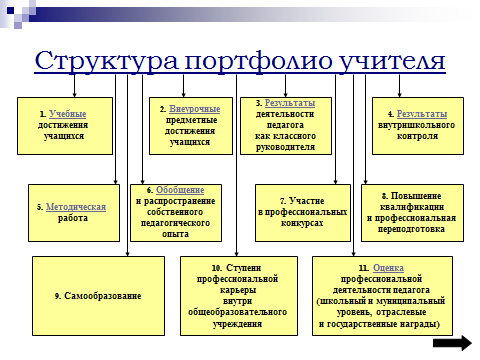 Структура портфолио учителя
1. Учебные
достижения
учащихся
2. Внеурочные
предметные
достижения
учащихся
3. Результаты
деятельности
педагога
как классного
руководителя
4. Результаты
внутришкольного
контроля
5. Методическая
работа
6. Обобщение
и распространение
собственного
педагогического
опыта
7. Участие
в профессиональных
конкурсах
8. Повышение
квалификации
и профессиональная
переподготовка
9. Самообразование
10. Ступени
профессиональной
карьеры
внутри
общеобразовательного
учреждения
11. Оценка
профессиональной
деятельности педагога
(школьный и муниципальный
уровень, отраслевые
и государственные награды)